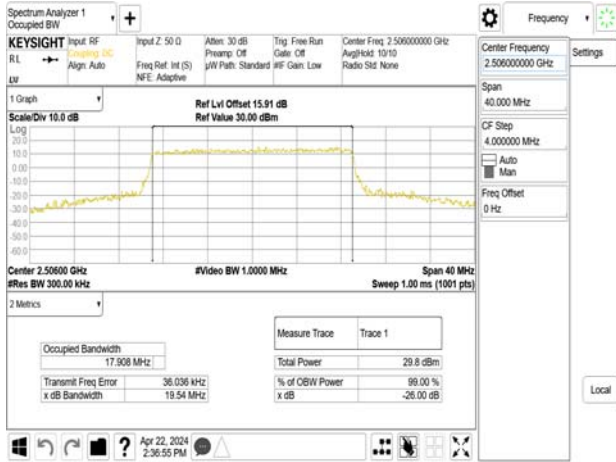 Spectrum Analyzer 1
Occupied BW
+
Frequency
KEYSIGHT
Input: RF
Coupling: DC
Align: Auto
RL
Input Z: 50 Ω
Freq Ref: Int (S)
NFE: Adaptive
Atten: 30 dB
Preamp: Off
µW Path: Standard
Trig: Free Run
Gate: Off
#IF Gain: Low
Center Freq: 2.506000000 GHz
Avg|Hold: 10/10
Radio Std: None
1 Graph
Scale/Div 10.0 dB
Ref Lvl Offset 15.91 dB
Ref Value 30.00 dBm
Log
20.0
10.0
0.00
-10.0
-20.0
-30.0
-40.0
-50.0
-60.0
Center 2.50600 GHz
#Res BW 300.00 kHz
#Video BW 1.0000 MHz
Span 40 MHz
Sweep 1.00 ms (1001 pts)
2 Metrics
Measure Trace
Trace 1
Occupied Bandwidth
17.908 MHz
Total Power
29.8 dBm
Transmit Freq Error
36.036 kHz
% of OBW Power
99.00 %
x dB Bandwidth
19.54 MHz
x dB
-26.00 dB
Center Frequency
2.506000000 GHz
Settings
Span
40.000 MHz
CF Step
4.000000 MHz
Auto
Man
Freq Offset
0 Hz
Local
?
Apr 22, 2024
2:36:55 PM